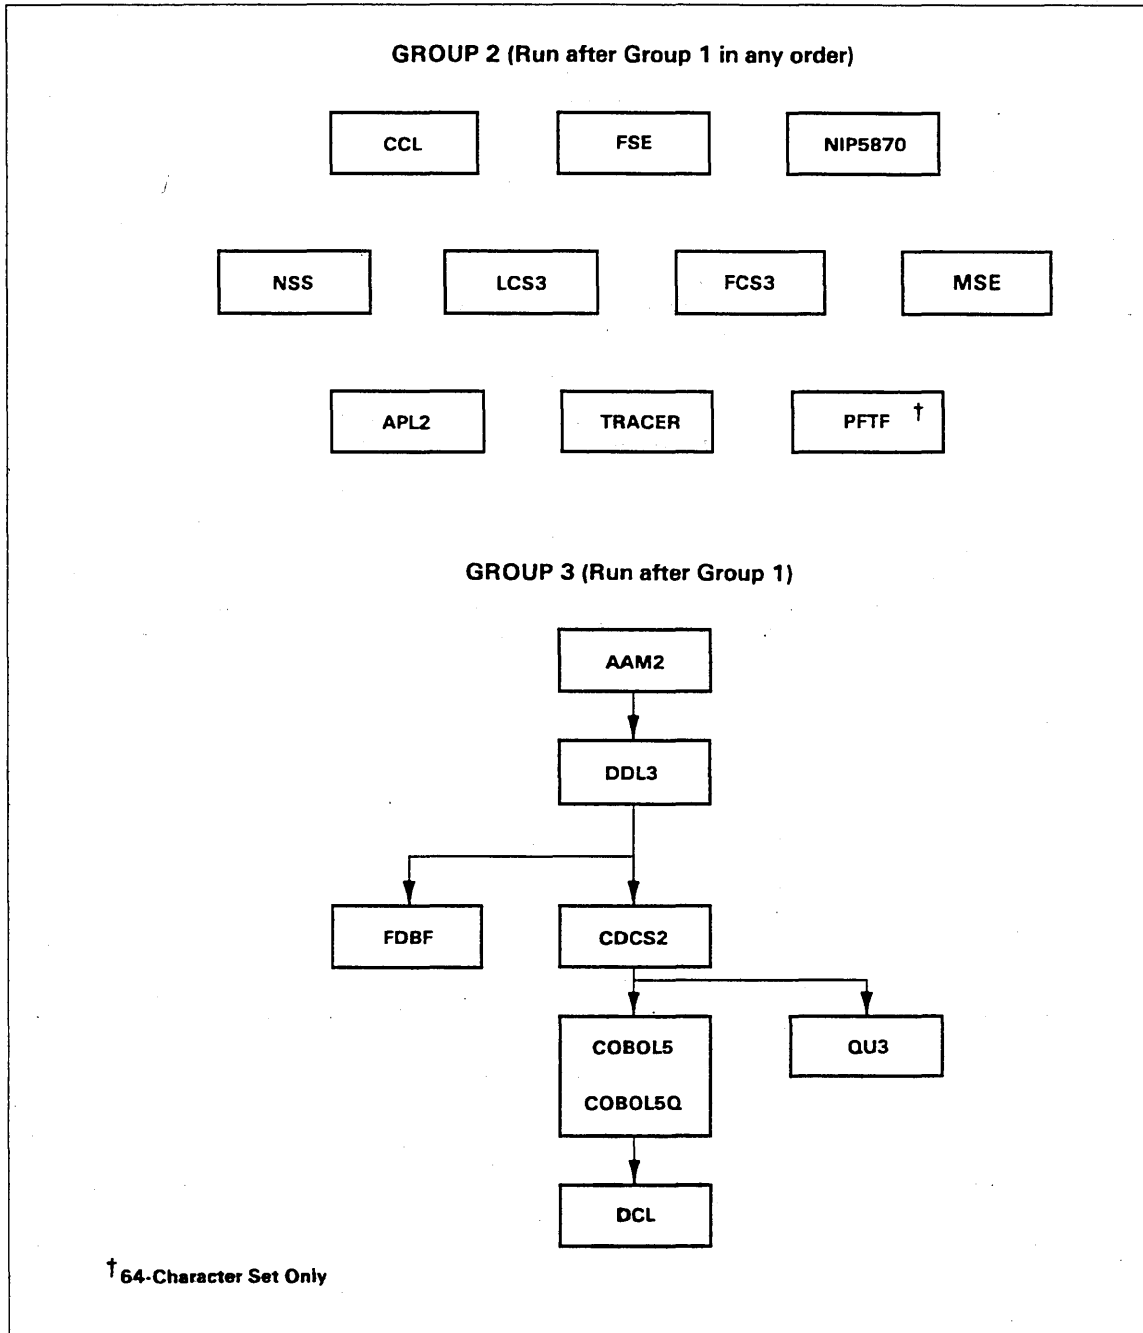 GROUP 2 (Run after Group 1 in any order)
CCL
FSE
NIP5870
NSS
LCS3
FCS3
MSE
APL2
TRACER
PFTF †
GROUP 3 (Run after Group 1)
AAM2
DDL3
FDBF
CDCS2
COBOL5
COBOL5Q
QU3
DCL
†64-Character Set Only